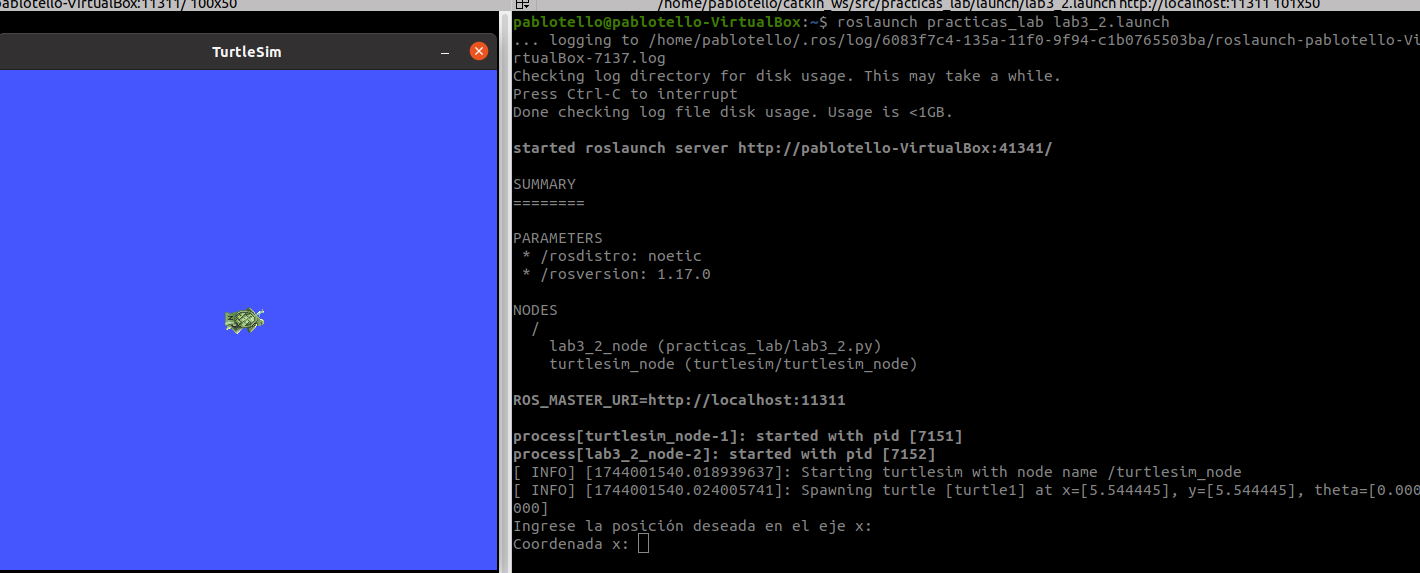 pablotello-VirtualBox:11311/ 100x50
/home/pablotello/catkin_ws/src/practicas_lab/launch/lab3_2.launch http://localhost:11311 101x50
TurtleSim
pablotello@pablotello-VirtualBox:~$ roslaunch practicas_lab lab3_2.launch
... logging to /home/pablotello/.ros/log/6083f7c4-135a-11f0-9f94-c1b0765503ba/roslaunch-pablotello-Vi
rtualBox-7137.log
Checking log directory for disk usage. This may take a while.
Press Ctrl-C to interrupt
Done checking log file disk usage. Usage is <1GB.
started roslaunch server http://pablotello-VirtualBox:41341/
SUMMARY
========
PARAMETERS
* /rosdistro: noetic
* /rosversion: 1.17.0
NODES
/
lab3_2_node (practicas_lab/lab3_2.py)
turtlesim_node (turtlesim/turtlesim_node)
ROS_MASTER_URI=http://localhost:11311
process[turtlesim_node-1]: started with pid [7151]
process[lab3_2_node-2]: started with pid [7152]
[ INFO] [1744001540.018939637]: Starting turtlesim with node name /turtlesim_node
[ INFO] [1744001540.024005741]: Spawning turtle [turtle1] at x=[5.544445], y=[5.544445], theta=[0.000
000]
Ingrese la posición deseada en el eje x:
Coordenada x: